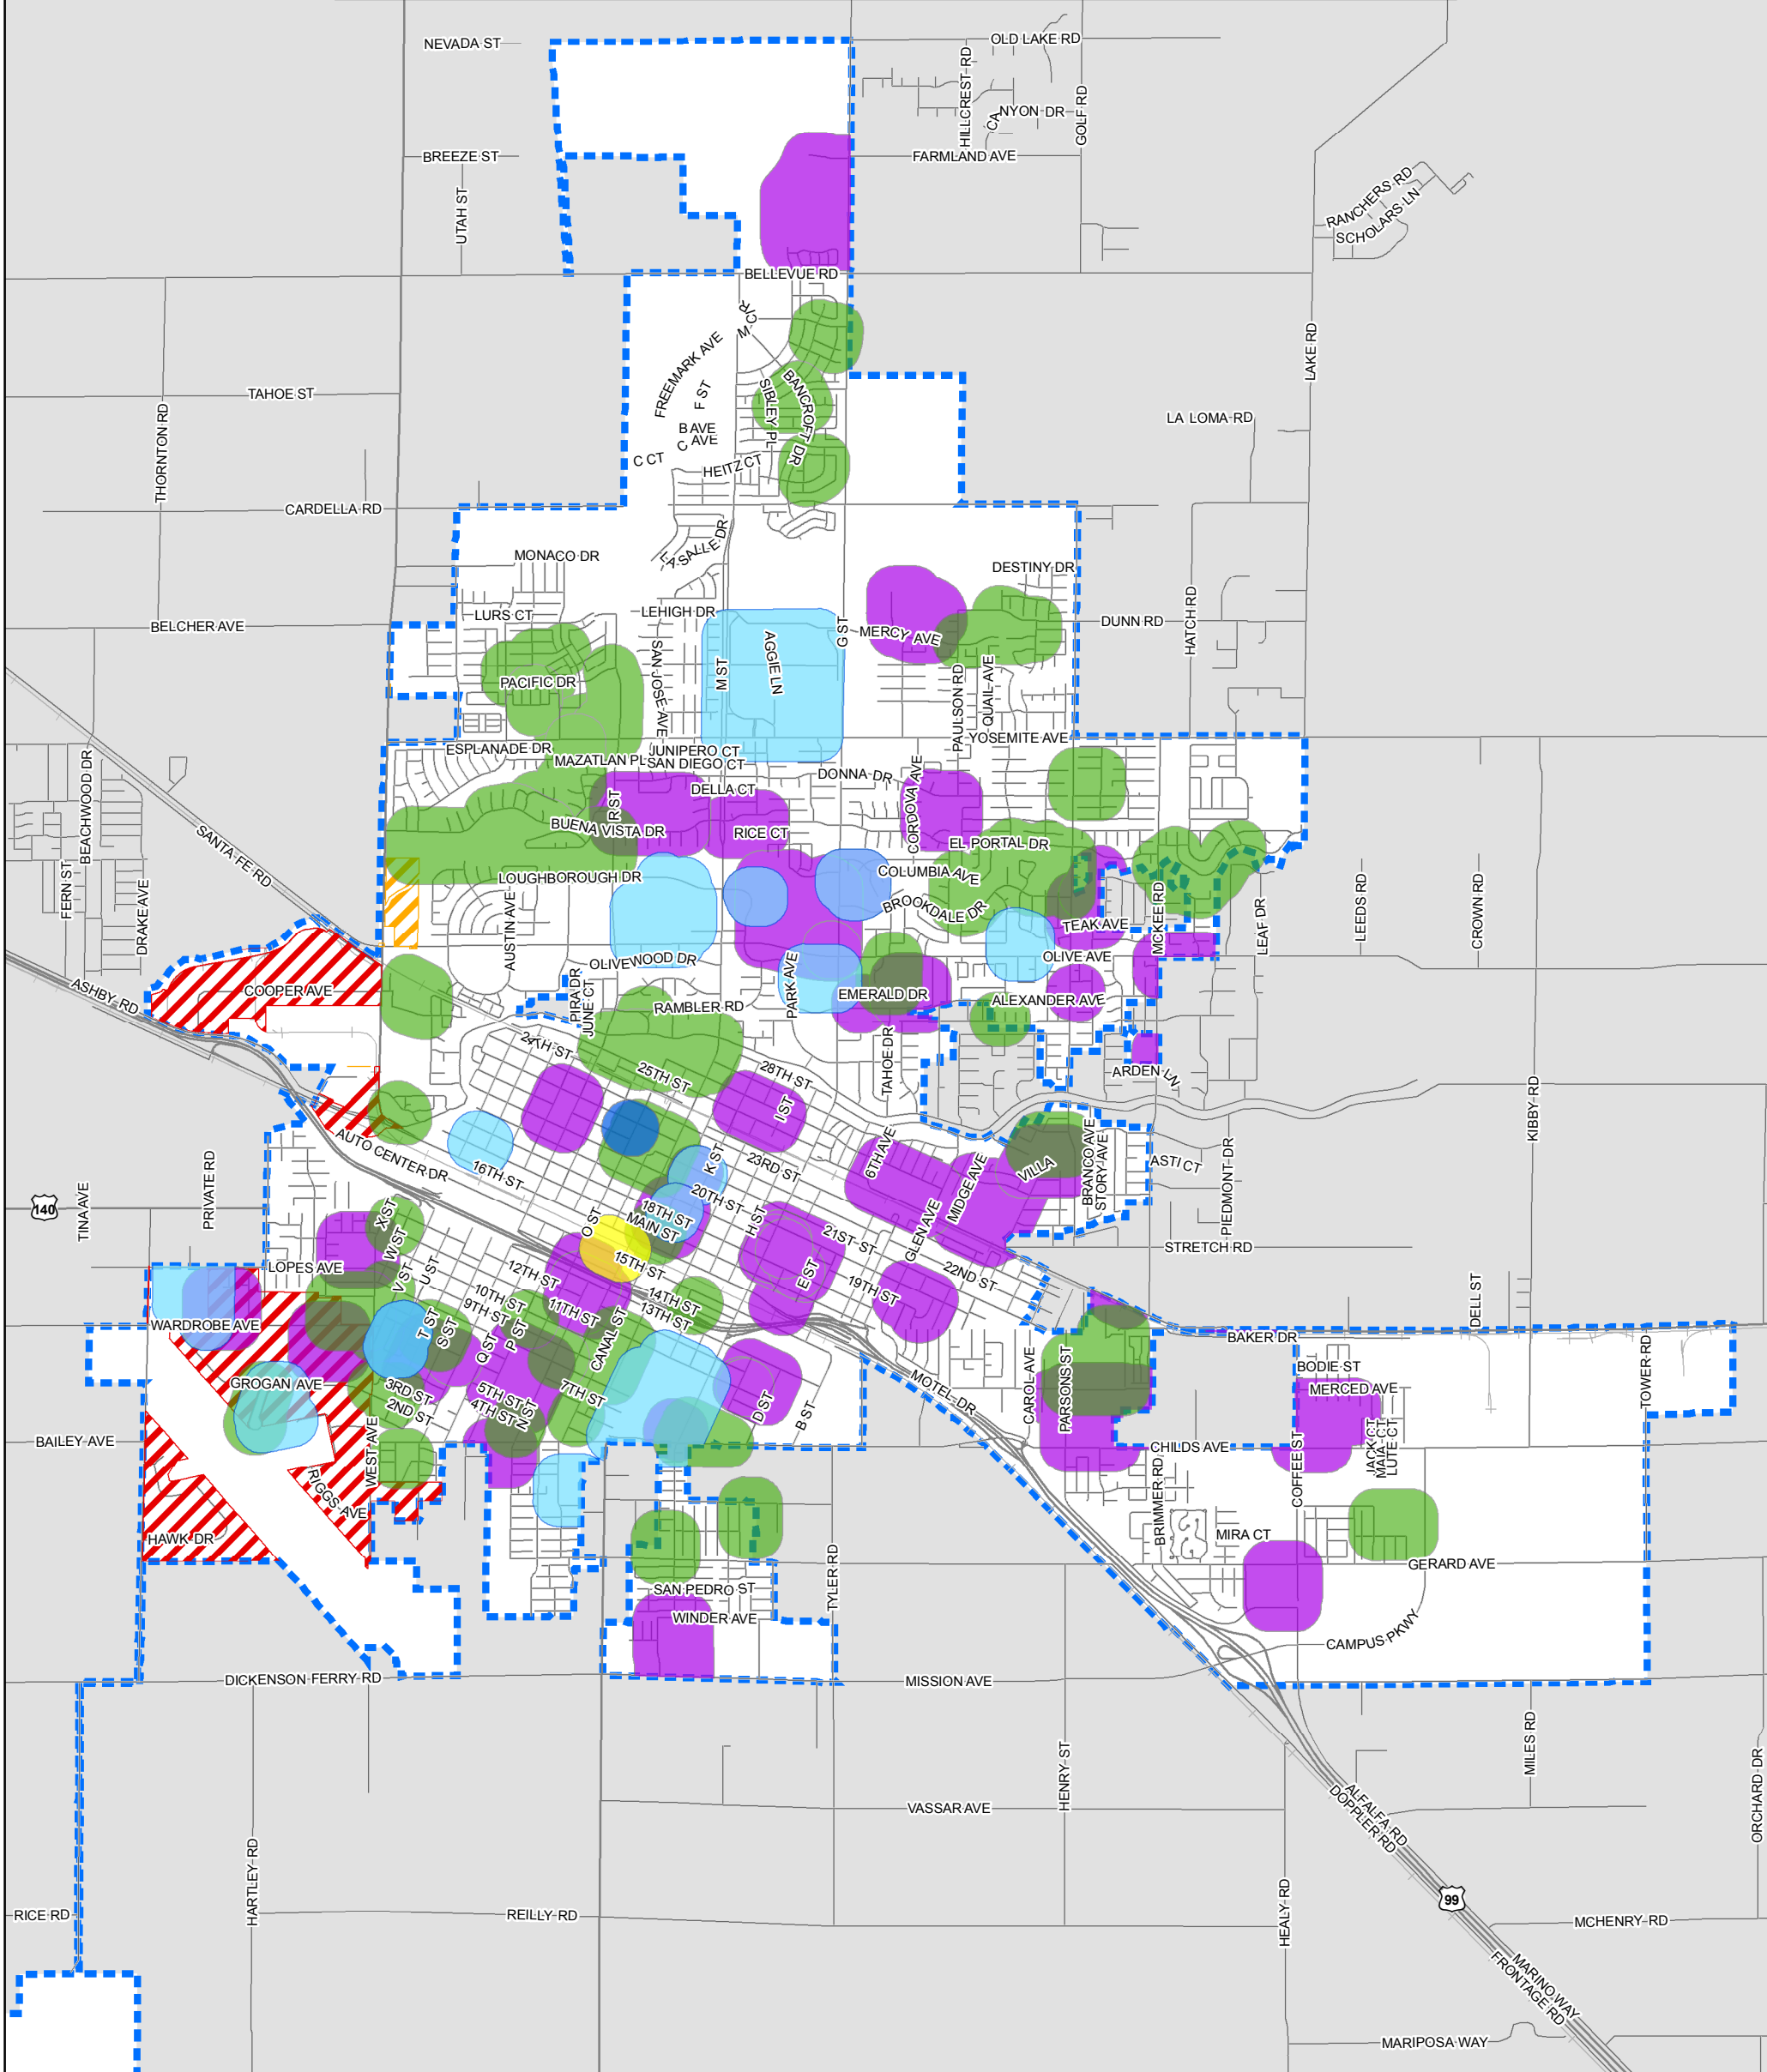 NEVADA ST
OLD LAKE RD
HILLCREST RD
CA
NYON DR
GOLF RD
BREEZE ST
FARMLAND AVE
UTAH ST
RANCHERS RD
SCHOLARS LN
BELLEVUE RD
M CIR
FREEMARK AVE
LAKE RD
TAHOE ST
F ST
SIBLEY PL
BANCROFT DR
THORNTON RD
B AVE
C AVE
LA LOMA RD
C CT
HEITZ CT
CARDELLA RD
LASALLE DR
MONACO DR
DESTINY DR
LURS CT
LEHIGH DR
HATCH RD
BELCHER AVE
G ST
MERCY AVE
DUNN RD
SAN JOSE AVE
M ST
AGGIE LN
PACIFIC DR
PAULSON RD
QUAIL AVE
YOSEMITE AVE
ESPLANADE DR
JUNIPERO CT
MAZATLAN PL
SAN DIEGO CT
DONNA DR
BEACHWOOD DR
DELLA CT
CORDOVA AVE
R ST
SANTA FE RD
BUENA VISTA DR
RICE CT
EL PORTAL DR
FERN ST
DRAKE AVE
LOUGHBOROUGH DR
COLUMBIA AVE
AUSTIN AVE
BROOKDALE DR
TEAK AVE
MCKEE RD
LEAF DR
LEEDS RD
CROWN RD
OLIVEWOOD DR
OLIVE AVE
ASHBY RD
COOPER AVE
PIRA DR
JUNE CT
RAMBLER RD
PARK AVE
EMERALD DR
ALEXANDER AVE
24TH ST
25TH ST
28TH ST
TAHOE DR
ARDEN LN
I ST
KIBBY RD
AUTO CENTER DR
16TH ST
K ST
23RD ST
6TH AVE
MIDGE AVE
VILLA
BRANCO AVE
STORY AVE
ASTI CT
PIEDMONT DR
140
TINA AVE
PRIVATE RD
X ST
W ST
O ST
20TH ST
18TH ST
MAIN ST
H ST
21ST ST
GLEN AVE
STRETCH RD
LOPES AVE
V ST
U ST
12TH ST
15TH ST
E ST
19TH ST
22ND ST
10TH ST
9TH ST
11TH ST
14TH ST
13TH ST
DELL ST
WARDROBE AVE
T ST
S ST
Q ST
P ST
CANAL ST
BAKER DR
TOWER RD
CAROL AVE
PARSONS ST
BODIE ST
GROGAN AVE
3RD ST
2ND ST
5TH ST
4TH ST
N ST
7TH ST
D ST
B ST
MOTEL DR
MERCED AVE
BAILEY AVE
WEST AVE
CHILDS AVE
COFFEE ST
JACK CT
MAIA CT
LUTE CT
RIGGS AVE
BRIMMER RD
HAWK DR
MIRA CT
TYLER RD
GERARD AVE
SAN PEDRO ST
WINDER AVE
CAMPUS PKWY
DICKENSON FERRY RD
MISSION AVE
MILES RD
HENRY ST
VASSAR AVE
ALFALFA RD
DOPPLER RD
ORCHARD DR
HARTLEY RD
99
RICE RD
REILLY RD
HEALY RD
MCHENRY RD
MARINO WAY
FRONTAGE RD
MARIPOSA WAY